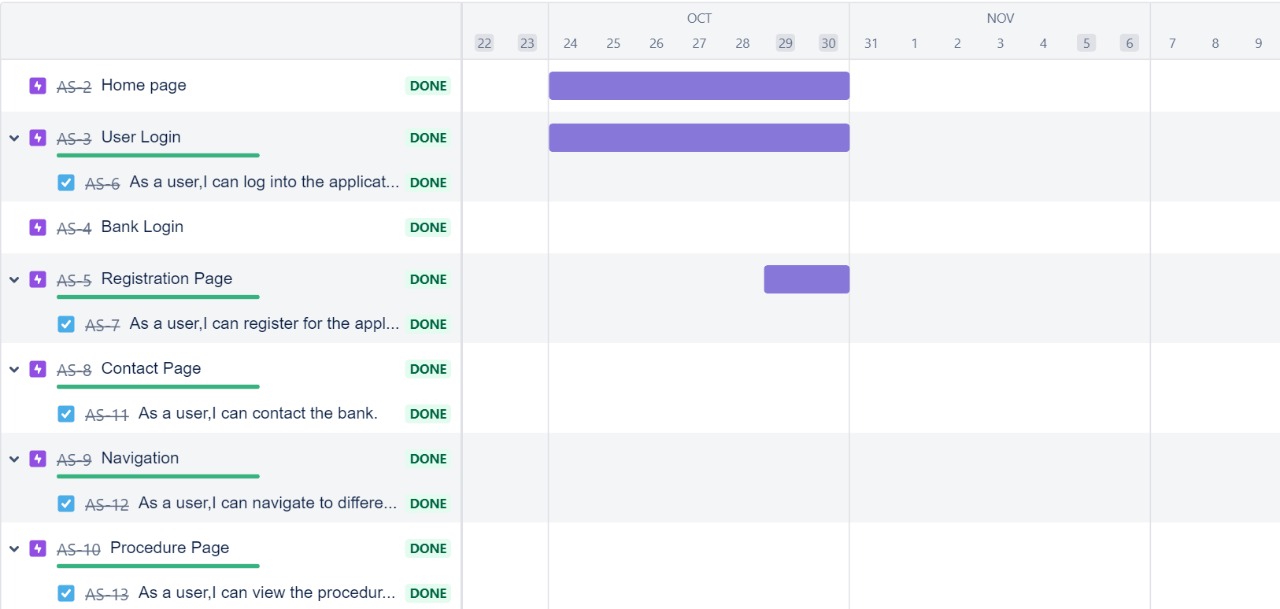 OCT NOV
22 23 24 25 26 27 28 29 30 31 1 2 3 4 5 6 7 8 9
AS-2 Home page DONE
AS-3 User Login DONE
AS-6 As a user,I can log into the applicat... DONE
AS-4 Bank Login DONE
AS-5 Registration Page DONE
AS-7 As a user,I can register for the appl... DONE
AS-8 Contact Page DONE
AS-11 As a user,I can contact the bank. DONE
AS-9 Navigation DONE
AS-12 As a user,I can navigate to differe... DONE
AS-10 Procedure Page DONE
AS-13 As a user,I can view the procedur... DONE